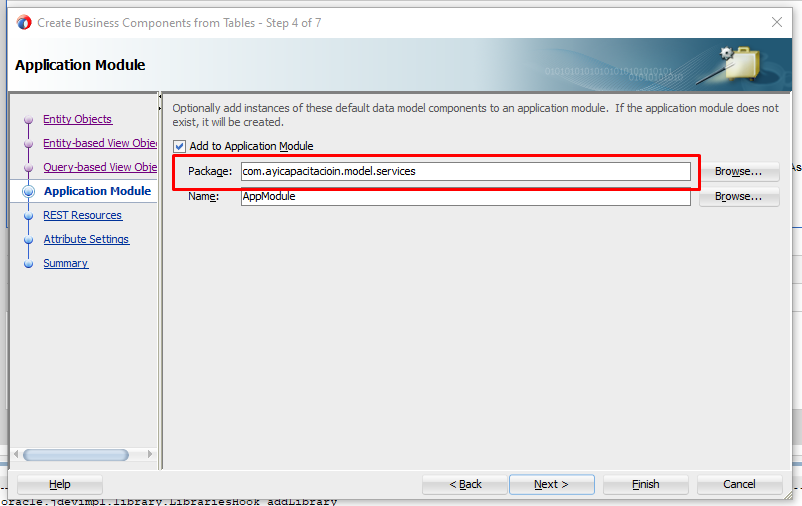 Create Business Components from Tables - Step 4 of 7
Application Module
Optionally add instances of these default data model components to an application module. If the application module does not
exist, it will be created.
Entity Objects
Entity-based View Obje
Query-based View Obje
Application Module
REST Resources
Attribute Settings
Summary
Add to Application Module
Package: com.ayicapacitacioin.model.services Browse...
Name: AppModule Browse...
As
Help < Back Next > Finish Cancel
oracle.jdevimpl.library.LibrariesHook addLibrary